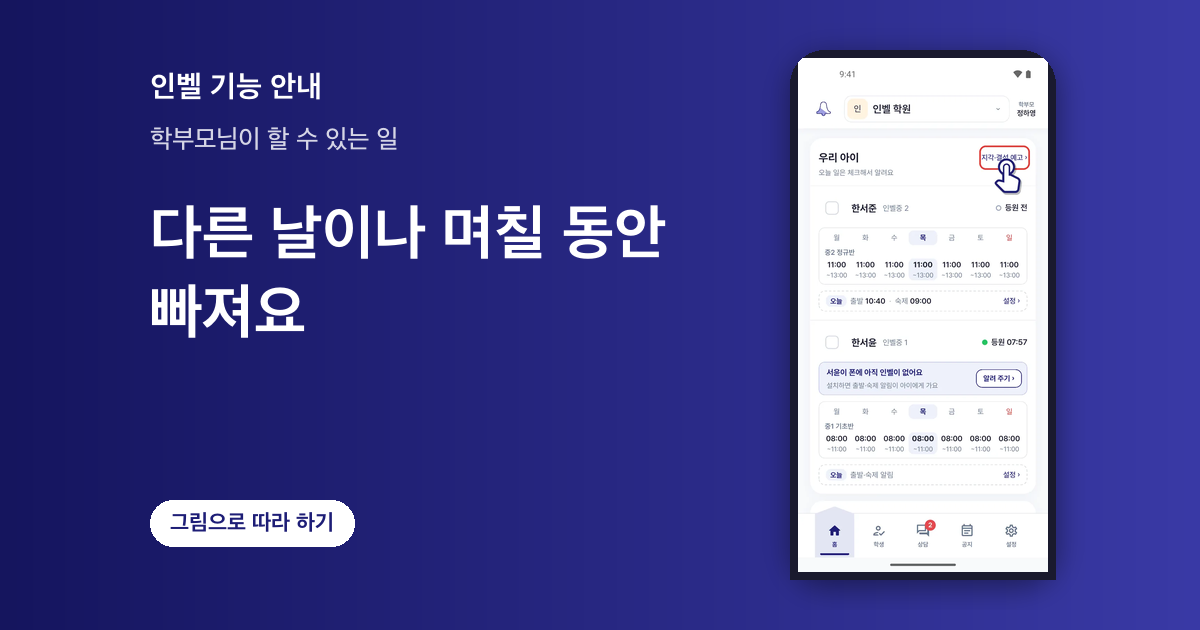 인벨 기능 안내
학부모님이 할 수 있는 일
다른 날이나 며칠 동안
빠져요
그림으로 따라 하기
9:41
인 인벨 학원
학부모
정하영
우리 아이
지각·결석 예고 ›
오늘 일은 체크해서 알려요
한서준 인벨중 2 등원 전
월 화 수 목 금 토 일
중2 정규반
11:00 11:00 11:00 11:00 11:00 11:00 11:00
~13:00 ~13:00 ~13:00 ~13:00 ~13:00 ~13:00 ~13:00
오늘 출발 10:40 · 숙제 09:00 설정 ›
한서윤 인벨중 1 등원 07:57
서윤이 폰에 아직 인벨이 없어요
설치하면 출발·숙제 알림이 아이에게 가요
알려 주기 ›
월 화 수 목 금 토 일
중1 기초반
08:00 08:00 08:00 08:00 08:00 08:00 08:00
~11:00 ~11:00 ~11:00 ~11:00 ~11:00 ~11:00 ~11:00
오늘 출발·숙제 알림 설정 ›
2
홈 학생 상담 공지 설정